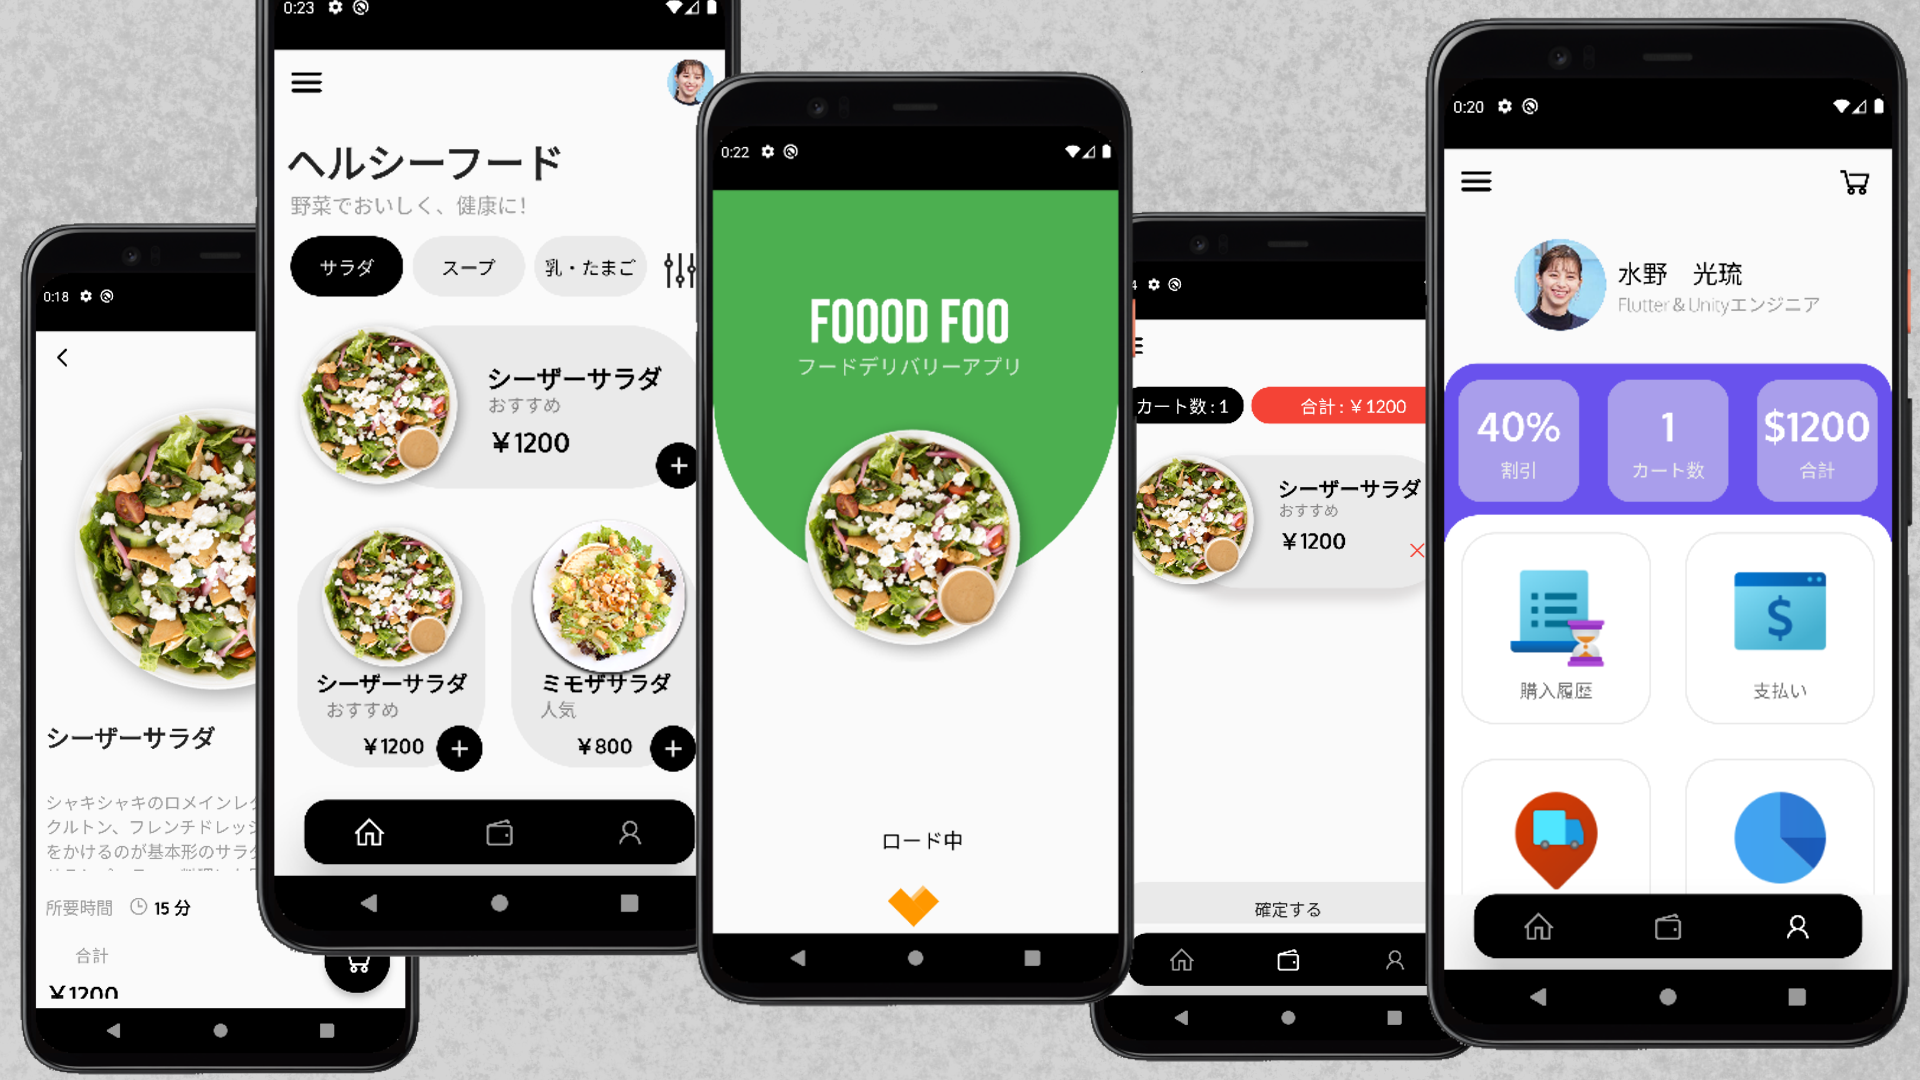 0:18
シーザーサラダ
シャキシャキのロメインレ
クルトン、フレンチドレッシ
をかけるのが基本形のサラ
所要時間 15 分
合計
￥1200
0:23
ヘルシーフード
野菜でおいしく、健康に！
サラダ
スープ
乳・たまご
シーザーサラダ
おすすめ
￥1200
シーザーサラダ
おすすめ
￥1200
ミモザサラダ
人気
￥800
0:22
FOOOD FOO
フードデリバリーアプリ
ロード中
4
カート数 : 1
合計 : ￥1200
シーザーサラダ
おすすめ
￥1200
確定する
0:20
水野　光琉
Flutter＆Unityエンジニア
40%
割引
1
カート数
$1200
合計
購入履歴
支払い